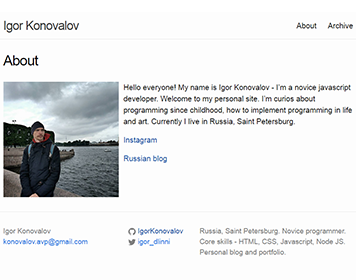 Igor Konovalov
About Archive
About
Hello everyone! My name is Igor Konovalov - I'm a novice javascript
developer. Welcome to my personal site. I'm curios about
programming since childhood, how to implement programming in life
and art. Currently I live in Russia, Saint Petersburg.
Instagram
Russian blog
Igor Konovalov
konovalov.avp@gmail.com
IgorKonovalov
igor_dlinni
Russia, Saint Petersburg. Novice programmer.
Core skills - HTML, CSS, Javascript, Node JS.
Personal blog and portfolio.